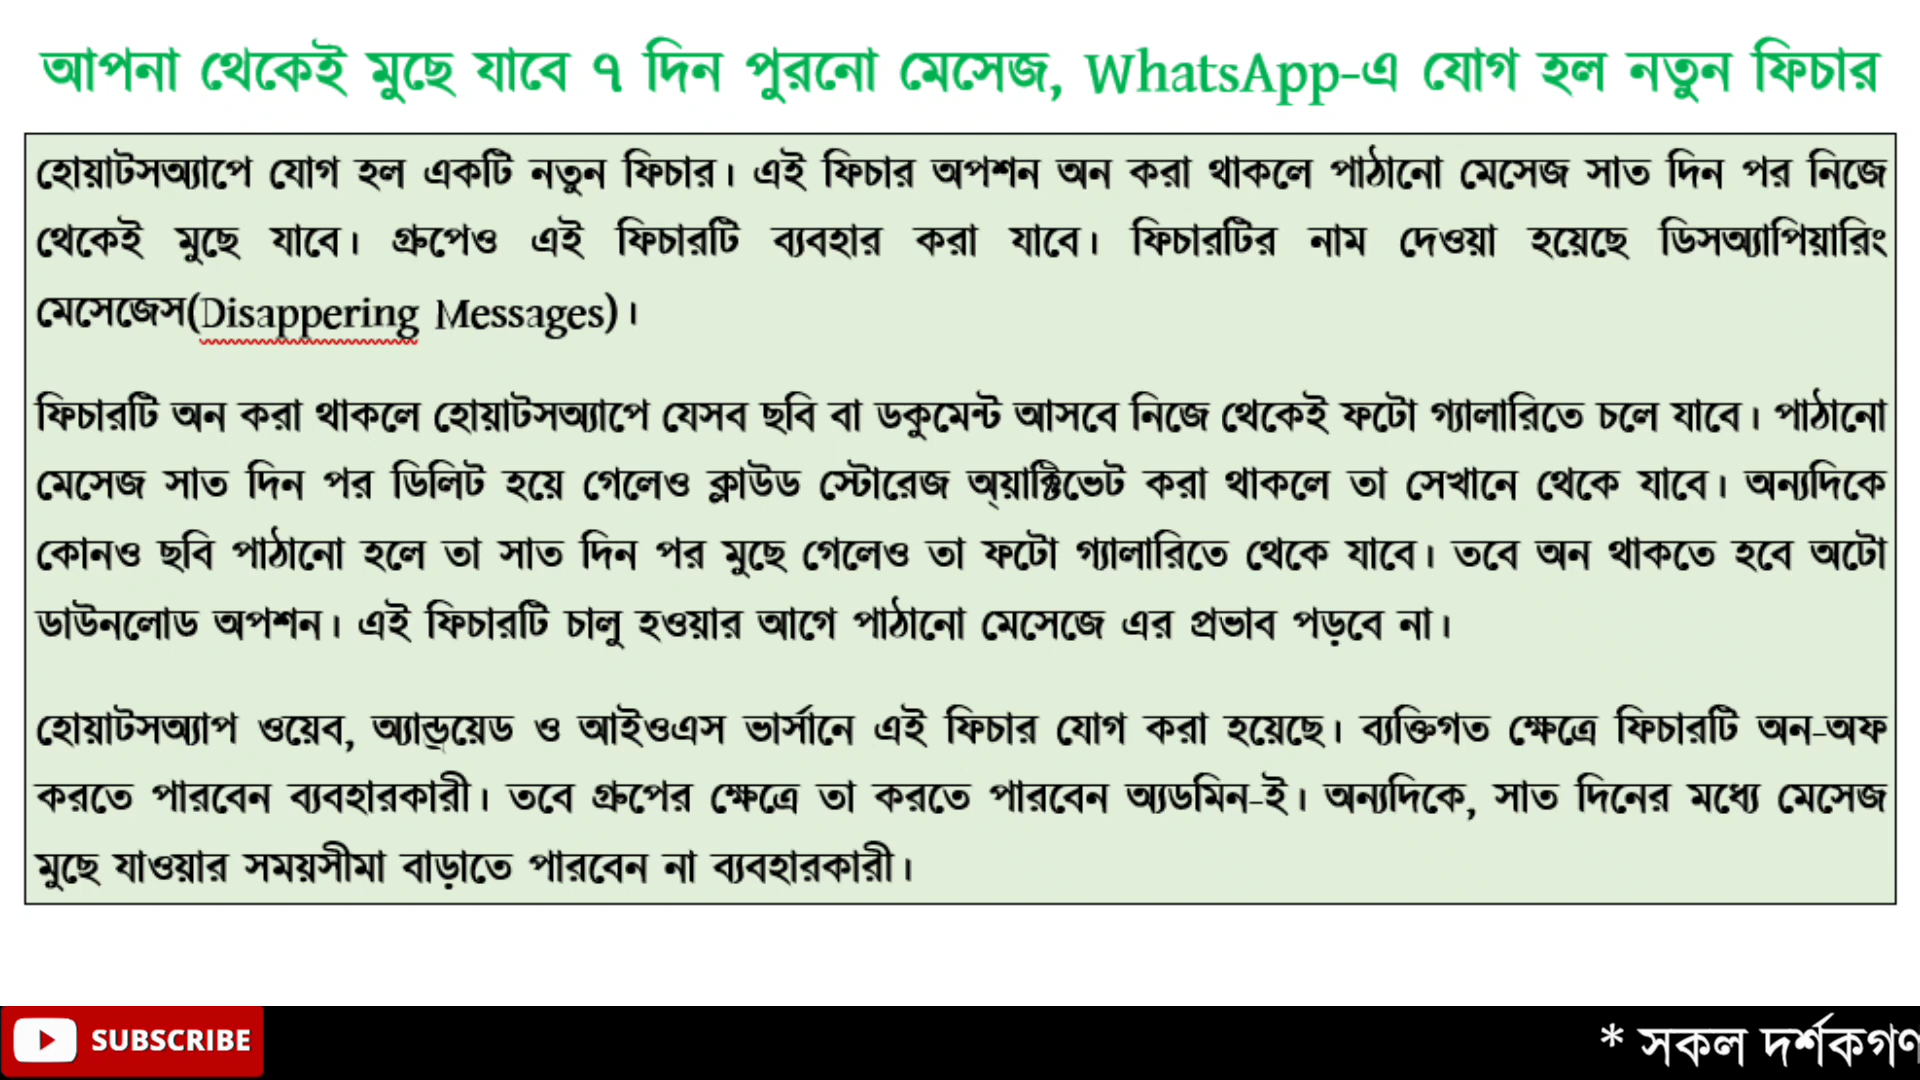 আপনা থেকেই মুছে যাবে ৭ দিন পুরনো মেসেজ, WhatsApp-এ যোগ হল নতুন ফিচার
হোয়াটসঅ্যাপে যোগ হল একটি নতুন ফিচার। এই ফিচার অপশন অন করা থাকলে পাঠানো মেসেজ সাত দিন পর নিজে
থেকেই মুছে যাবে। গ্রুপেও এই ফিচারটি ব্যবহার করা যাবে। ফিচারটির নাম দেওয়া হয়েছে ডিসঅ্যাপিয়ারিং
মেসেজেস(Disappering Messages)।
ফিচারটি অন করা থাকলে হোয়াটসঅ্যাপে যেসব ছবি বা ডকুমেন্ট আসবে নিজে থেকেই ফটো গ্যালারিতে চলে যাবে। পাঠানো
মেসেজ সাত দিন পর ডিলিট হয়ে গেলেও ক্লাউড স্টোরেজ অ্য়াক্টিভেট করা থাকলে তা সেখানে থেকে যাবে। অন্যদিকে
কোনও ছবি পাঠানো হলে তা সাত দিন পর মুছে গেলেও তা ফটো গ্যালারিতে থেকে যাবে। তবে অন থাকতে হবে অটো
ডাউনলোড অপশন। এই ফিচারটি চালু হওয়ার আগে পাঠানো মেসেজে এর প্রভাব পড়বে না।
হোয়াটসঅ্যাপ ওয়েব, অ্যান্ড্রয়েড ও আইওএস ভার্সানে এই ফিচার যোগ করা হয়েছে। ব্যক্তিগত ক্ষেত্রে ফিচারটি অন-অফ
করতে পারবেন ব্যবহারকারী। তবে গ্রুপের ক্ষেত্রে তা করতে পারবেন অ্যডমিন-ই। অন্যদিকে, সাত দিনের মধ্যে মেসেজ
মুছে যাওয়ার সময়সীমা বাড়াতে পারবেন না ব্যবহারকারী।
SUBSCRIBE
* সকল দর্শকগণ